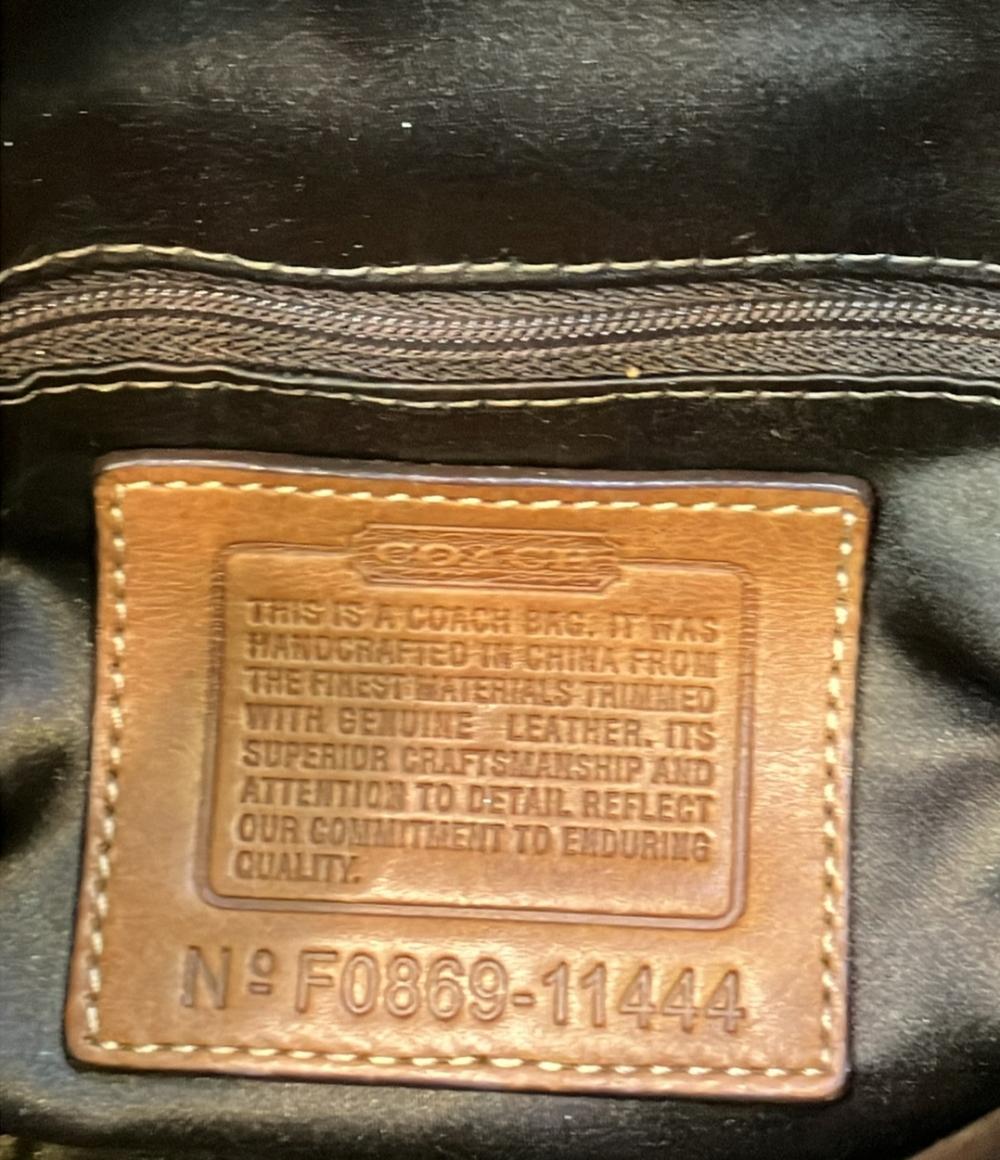 COACH
THIS IS A COACH BAG. IT WAS
HANDCRAFTED IN CHINA FROM
THE FINEST MATERIALS TRIMMED
WITH GENUINE LEATHER. ITS
SUPERIOR CRAFTSMANSHIP AND
ATTENTION TO DETAIL REFLECT
OUR COMMITMENT TO ENDURING
QUALITY.
Nº F0869-11444